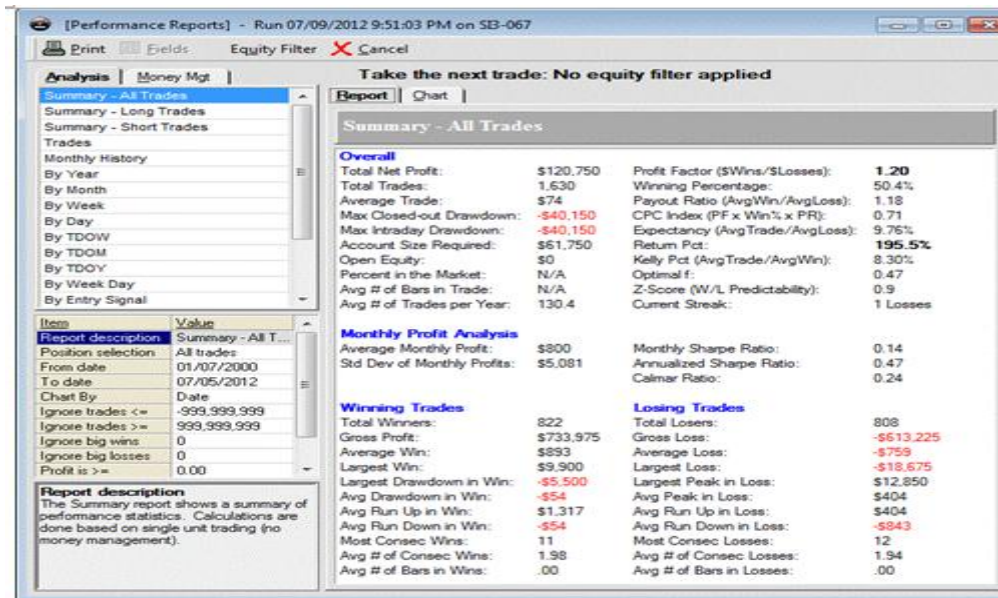 [Performance Reports] - Run 07/09/2012 9:51:03 PM on SI3-067
Print Fields Equity Filter Cancel
Analysis Money Mgt
Take the next trade: No equity filter applied
Summary - All Trades
Summary - Long Trades
Summary - Short Trades
Trades
Monthly History
By Year
By Month
By Week
By Day
By TDOW
By TDOM
By TDOY
By Week Day
By Entry Signal
Item Value
Report description Summary - All T...
Position selection All trades
From date 01/07/2000
To date 07/05/2012
Chart By Date
Ignore trades <= -999,999,999
Ignore trades >= 999,999,999
Ignore big wins 0
Ignore big losses 0
Profit is >= 0.00
Report description
The Summary report shows a summary of
performance statistics. Calculations are
done based on single unit trading (no
money management).
Report Chart
Summary - All Trades
Overall
Total Net Profit: $120,750 Profit Factor ($Wins/$Losses): 1.20
Total Trades: 1,630 Winning Percentage: 50.4%
Average Trade: $74 Payout Ratio (AvgWin/AvgLoss): 1.18
Max Closed-out Drawdown: -$40,150 CPC Index (PF x Win% x PR): 0.71
Max Intraday Drawdown: -$40,150 Expectancy (AvgTrade/AvgLoss): 9.76%
Account Size Required: $61,750 Return Pct: 195.5%
Open Equity: $0 Kelly Pct (AvgTrade/AvgWin): 8.30%
Percent in the Market: N/A Optimal f: 0.47
Avg # of Bars in Trade: N/A Z-Score (W/L Predictability): 0.9
Avg # of Trades per Year: 130.4 Current Streak: 1 Losses
Monthly Profit Analysis
Average Monthly Profit: $800 Monthly Sharpe Ratio: 0.14
Std Dev of Monthly Profits: $5,081 Annualized Sharpe Ratio: 0.47
Calmar Ratio: 0.24
Winning Trades Losing Trades
Total Winners: 822 Total Losers: 808
Gross Profit: $733,975 Gross Loss: -$613,225
Average Win: $893 Average Loss: -$759
Largest Win: $9,900 Largest Loss: -$18,675
Largest Drawdown in Win: -$5,500 Largest Peak in Loss: $12,850
Avg Drawdown in Win: -$54 Avg Peak in Loss: $404
Avg Run Up in Win: $1,317 Avg Run Up in Loss: $404
Avg Run Down in Win: -$54 Avg Run Down in Loss: -$843
Most Consec Wins: 11 Most Consec Losses: 12
Avg # of Consec Wins: 1.98 Avg # of Consec Losses: 1.94
Avg # of Bars in Wins: .00 Avg # of Bars in Losses: .00